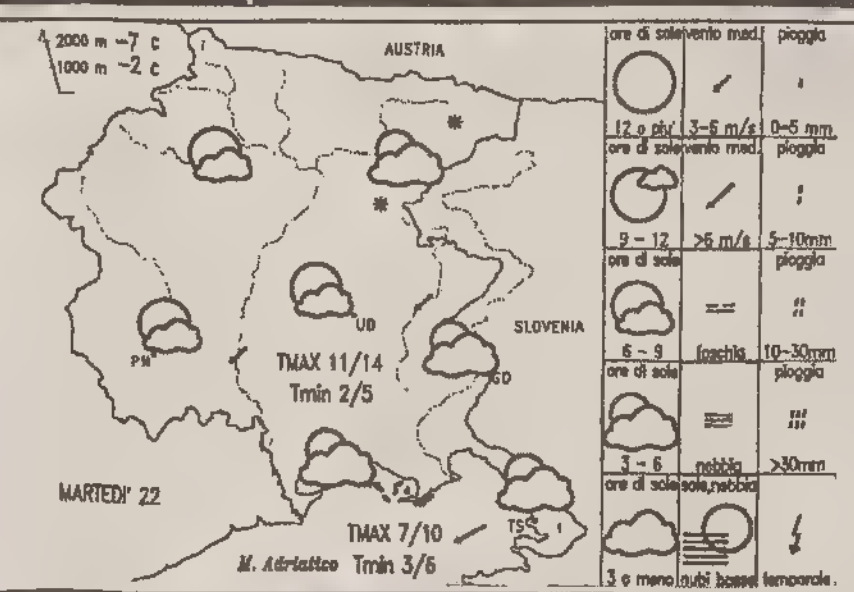 2000 m -7 c
1000 m -2 c
AUSTRIA
PN
UD
TMAX 11/14
Tmin 2/5
GO
SLOVENIA
MARTEDI' 22
TMAX 7/10
M. Adriatico Tmin 3/6
TS
ore di sole vento med. pioggia
12 o piu' 3-6 m/s 0-5 mm
ore di sole vento med. pioggia
9 - 12 >6 m/s 5-10mm
ore di sole pioggia
6 - 9 foschia 10-30mm
ore di sole pioggia
3 - 6 nebbia >30mm
ore di sole sole,nebbia
3 o meno nubi basse temporale